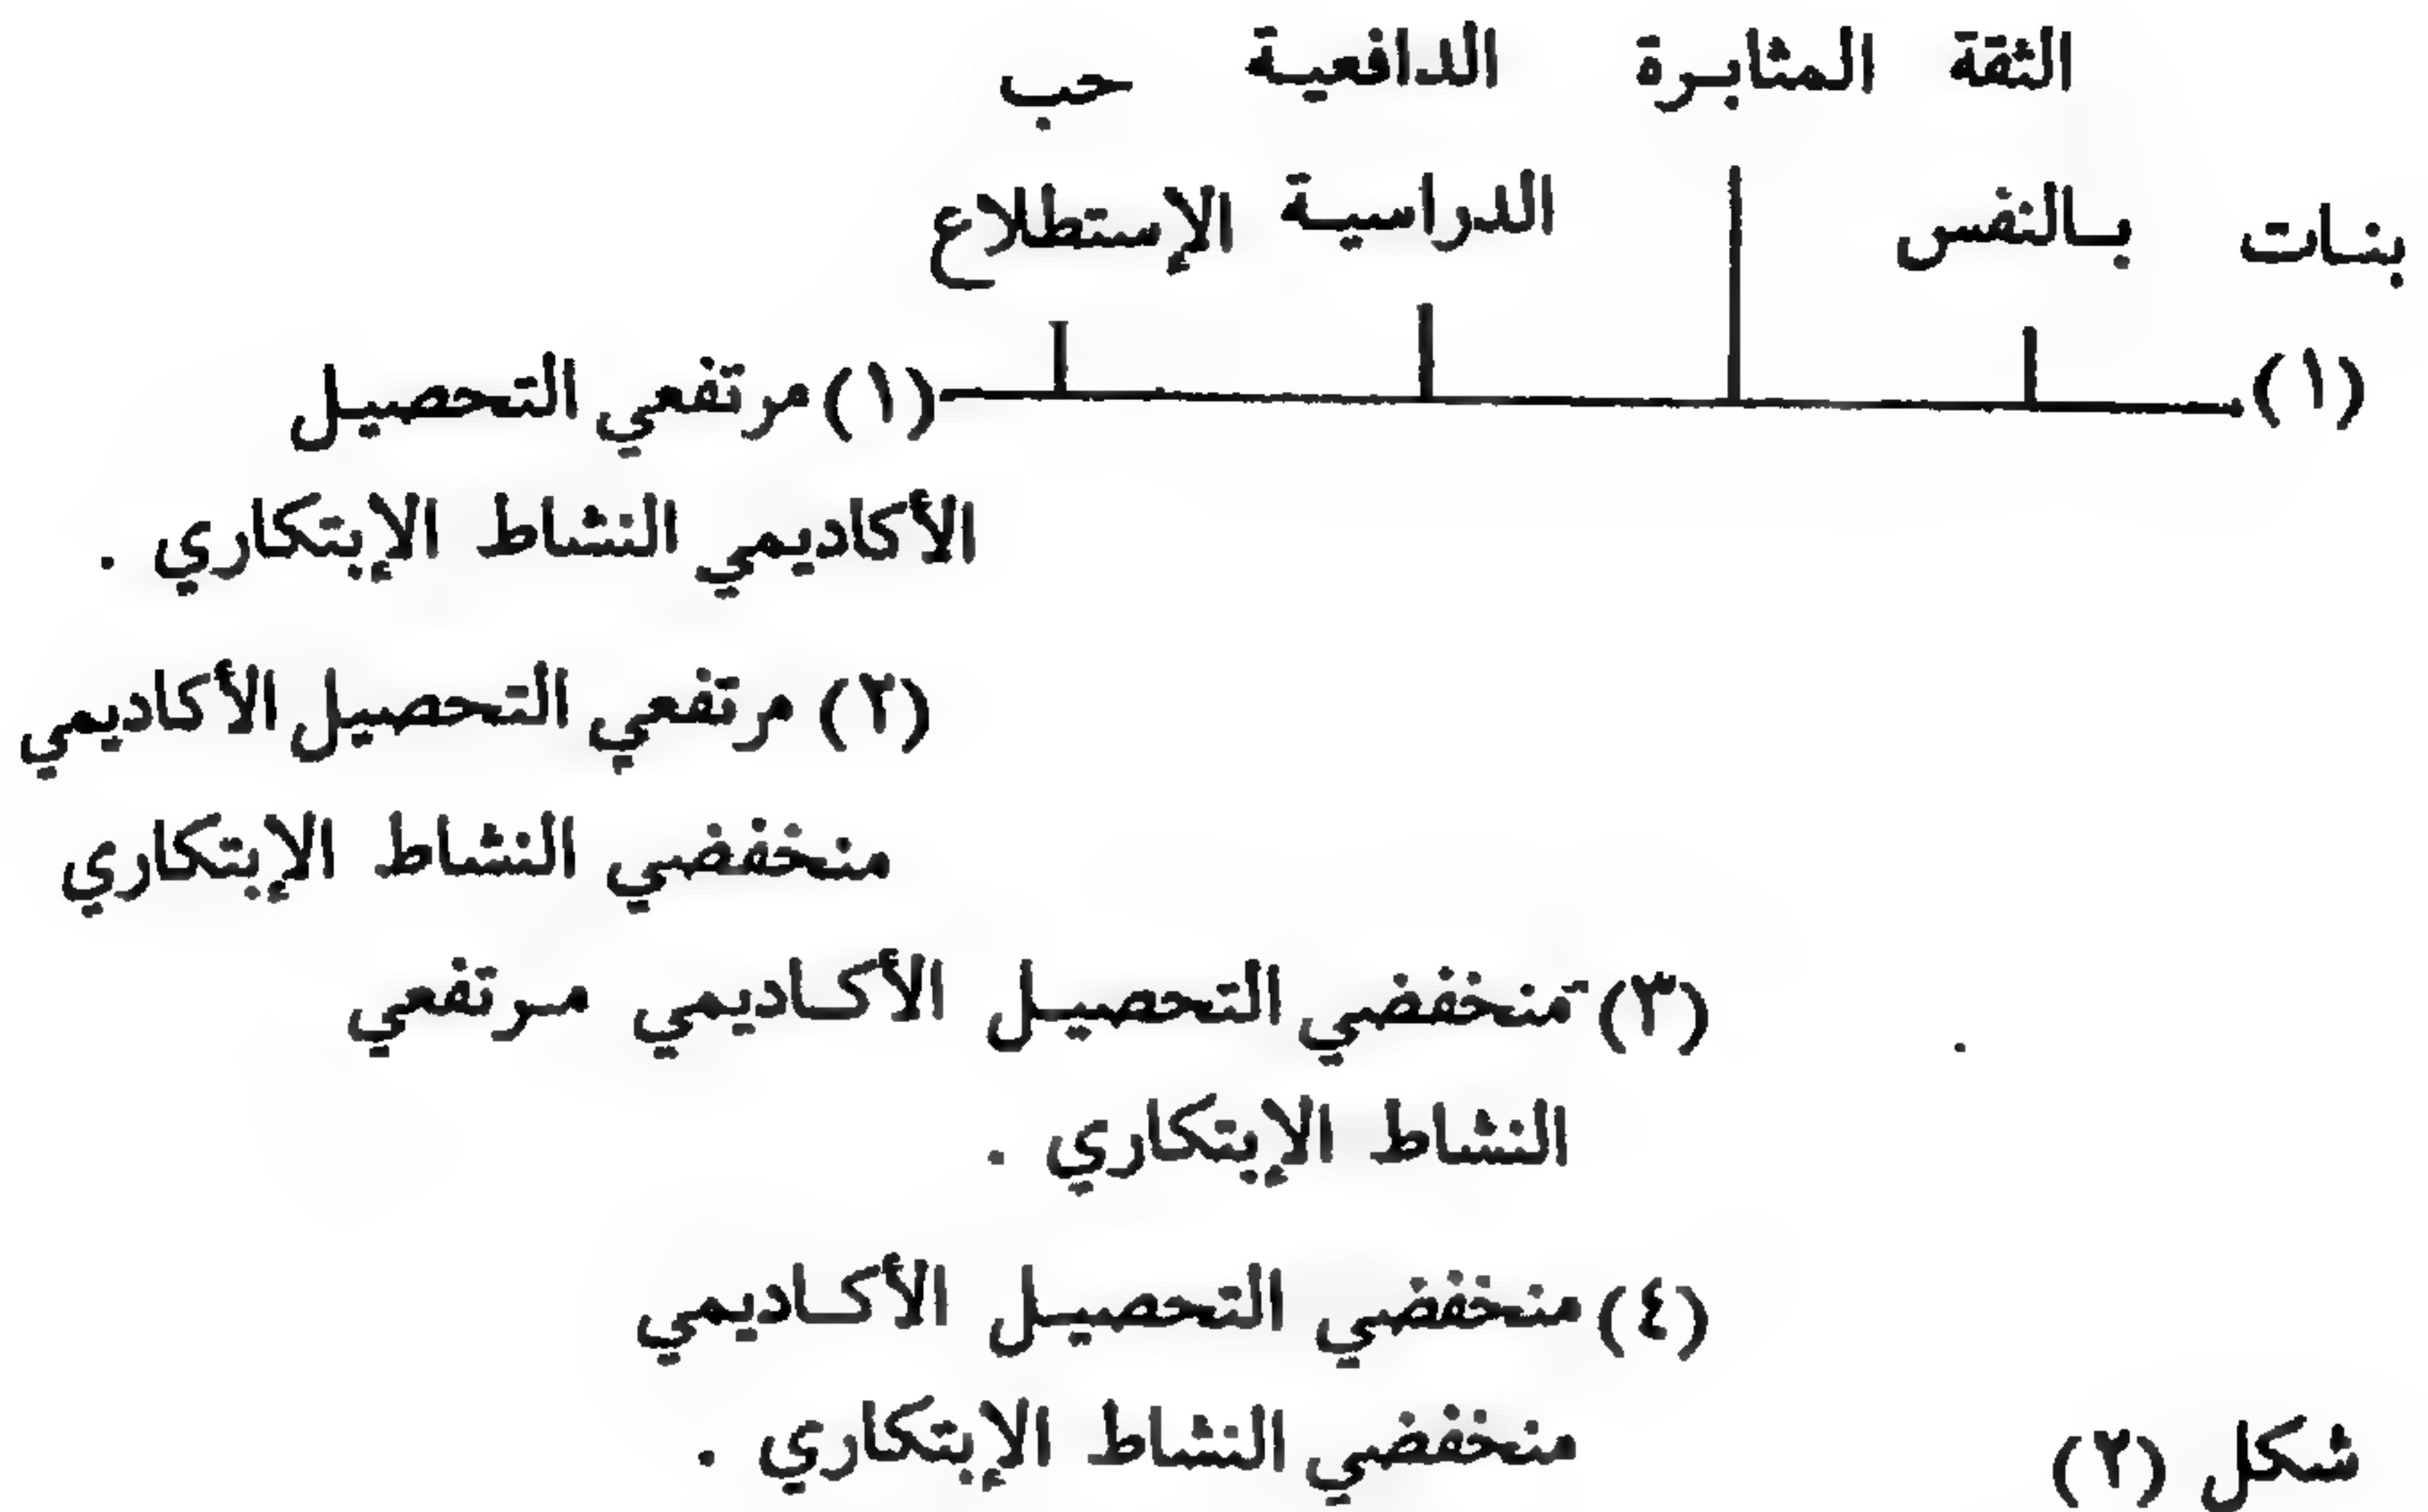 الثقة المثابرة الدافعية حب
بنات بالنفس الدراسية الإستطلاع
(١) (١) مرتفعي التحصيل
الأكاديمي النشاط الإبتكاري .
(٢) مرتفعي التحصيل الأكاديمي
منخفضي النشاط الإبتكاري
(٣) منخفضي التحصيل الأكاديمي مرتفعي
النشاط الإبتكاري .
(٤) منخفضي التحصيل الأكاديمي
منخفضي النشاط الإبتكاري .
شكل (٢)